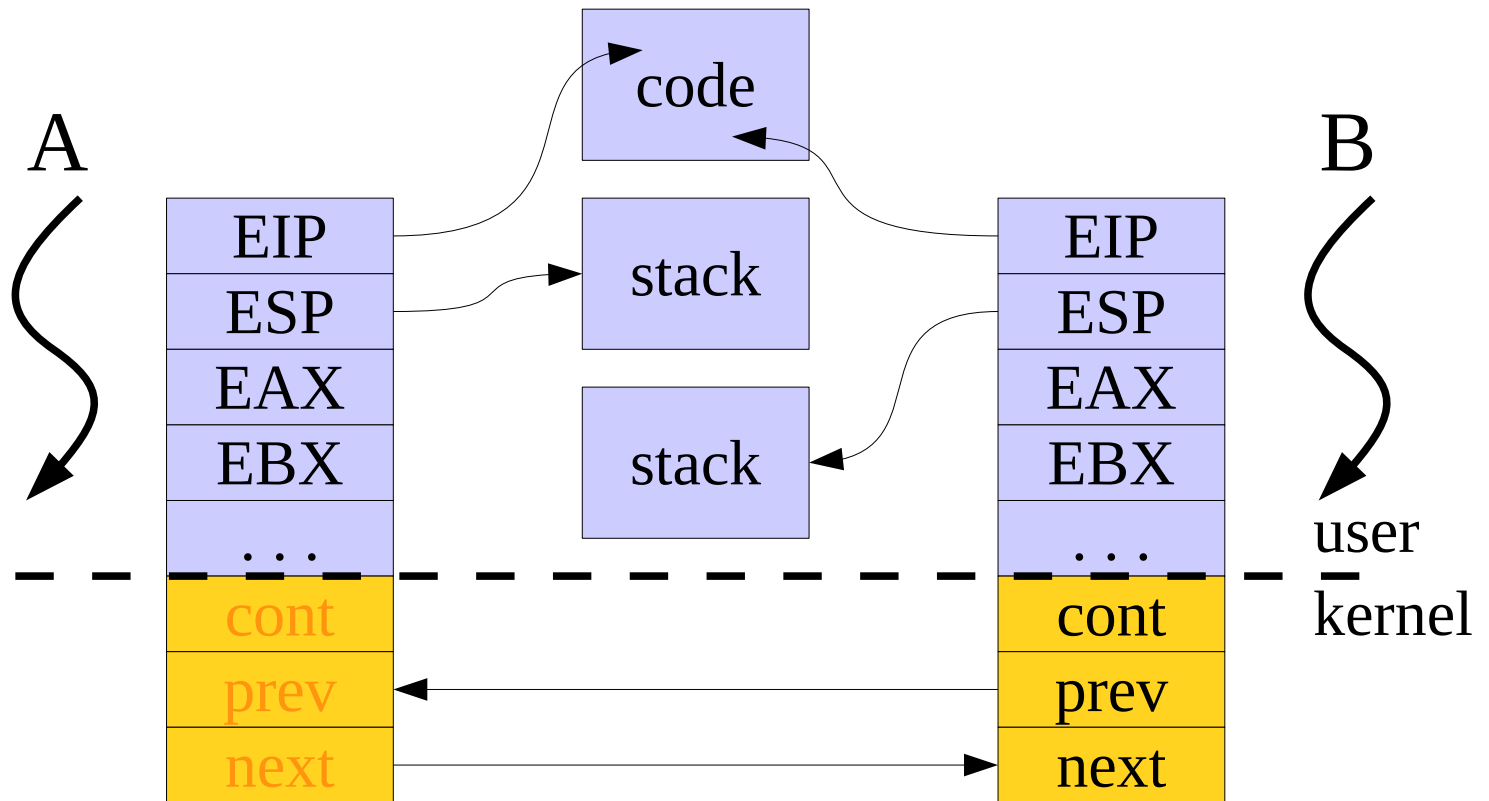 code
A
B
EIP
EIP
stack
ESP
ESP
EAX
EAX
EBX
stack
EBX
. . .
. . .
user
cont
cont
kernel
prev
prev
next
next